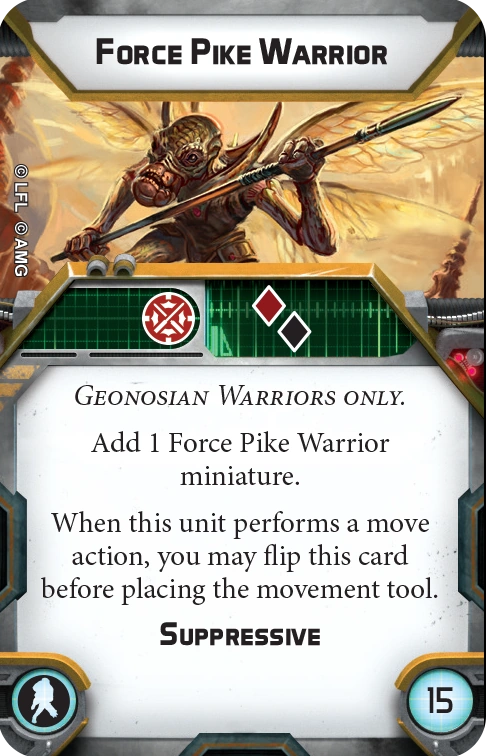 Force Pike Warrior
© LFL © AMG
Geonosian Warriors only.
Add 1 Force Pike Warrior
miniature.
When this unit performs a move
action, you may flip this card
before placing the movement tool.
Suppressive
15